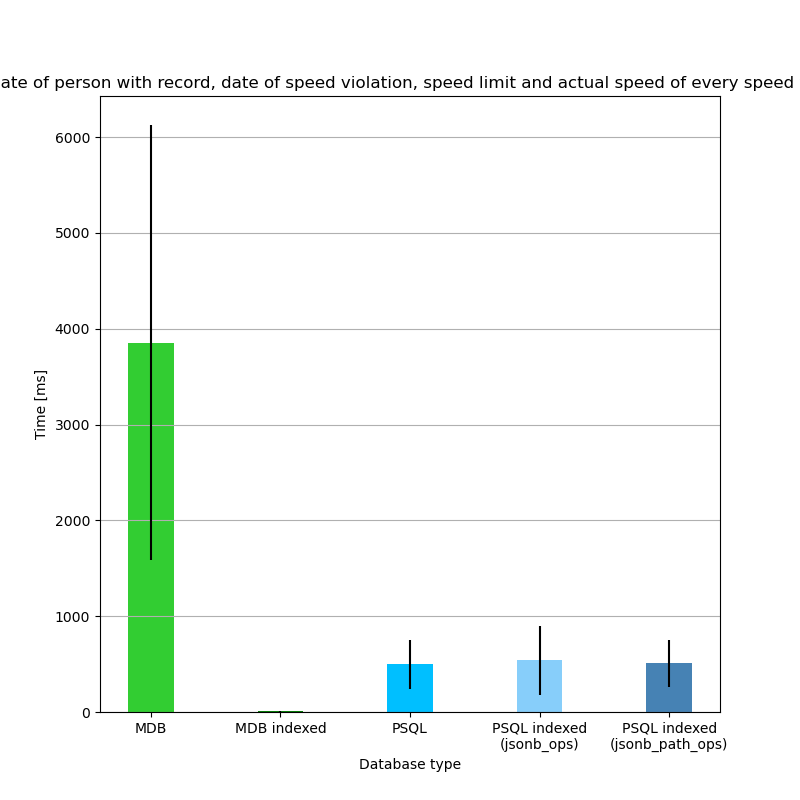 ate of person with record, date of speed violation, speed limit and actual speed of every speed
6000
5000
4000
3000
2000
1000
0
Time [ms]
MDB
MDB indexed
PSQL
PSQL indexed
(jsonb_ops)
PSQL indexed
(jsonb_path_ops)
Database type